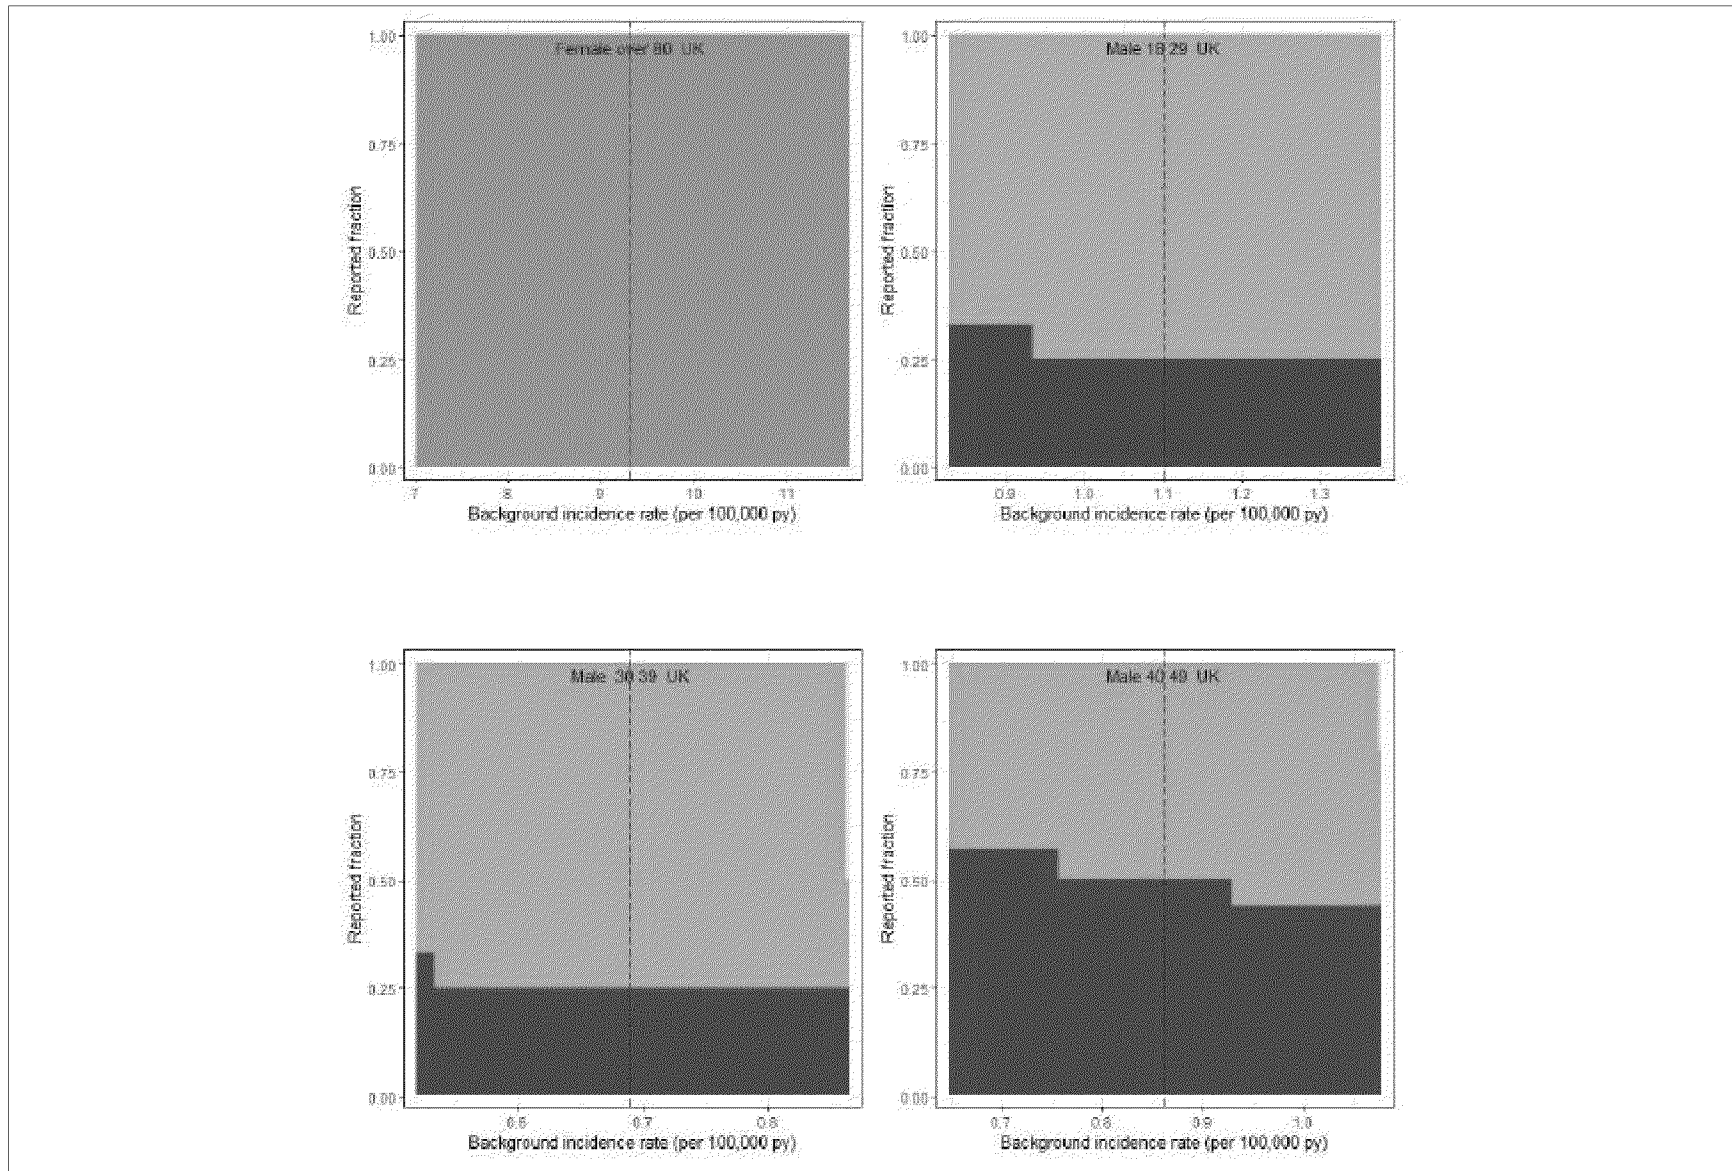 Female over 80 UK
1.00
0.75
0.50
0.25
0.00
Reported fraction
7 8 9 10 11
Background incidence rate (per 100,000 py)
Male 18 29 UK
1.00
0.75
0.50
0.25
0.00
Reported fraction
0.9 1.0 1.1 1.2 1.3
Background incidence rate (per 100,000 py)
Male 30 39 UK
1.00
0.75
0.50
0.25
0.00
Reported fraction
0.6 0.7 0.8
Background incidence rate (per 100,000 py)
Male 40 49 UK
1.00
0.75
0.50
0.25
0.00
Reported fraction
0.7 0.8 0.9 1.0
Background incidence rate (per 100,000 py)